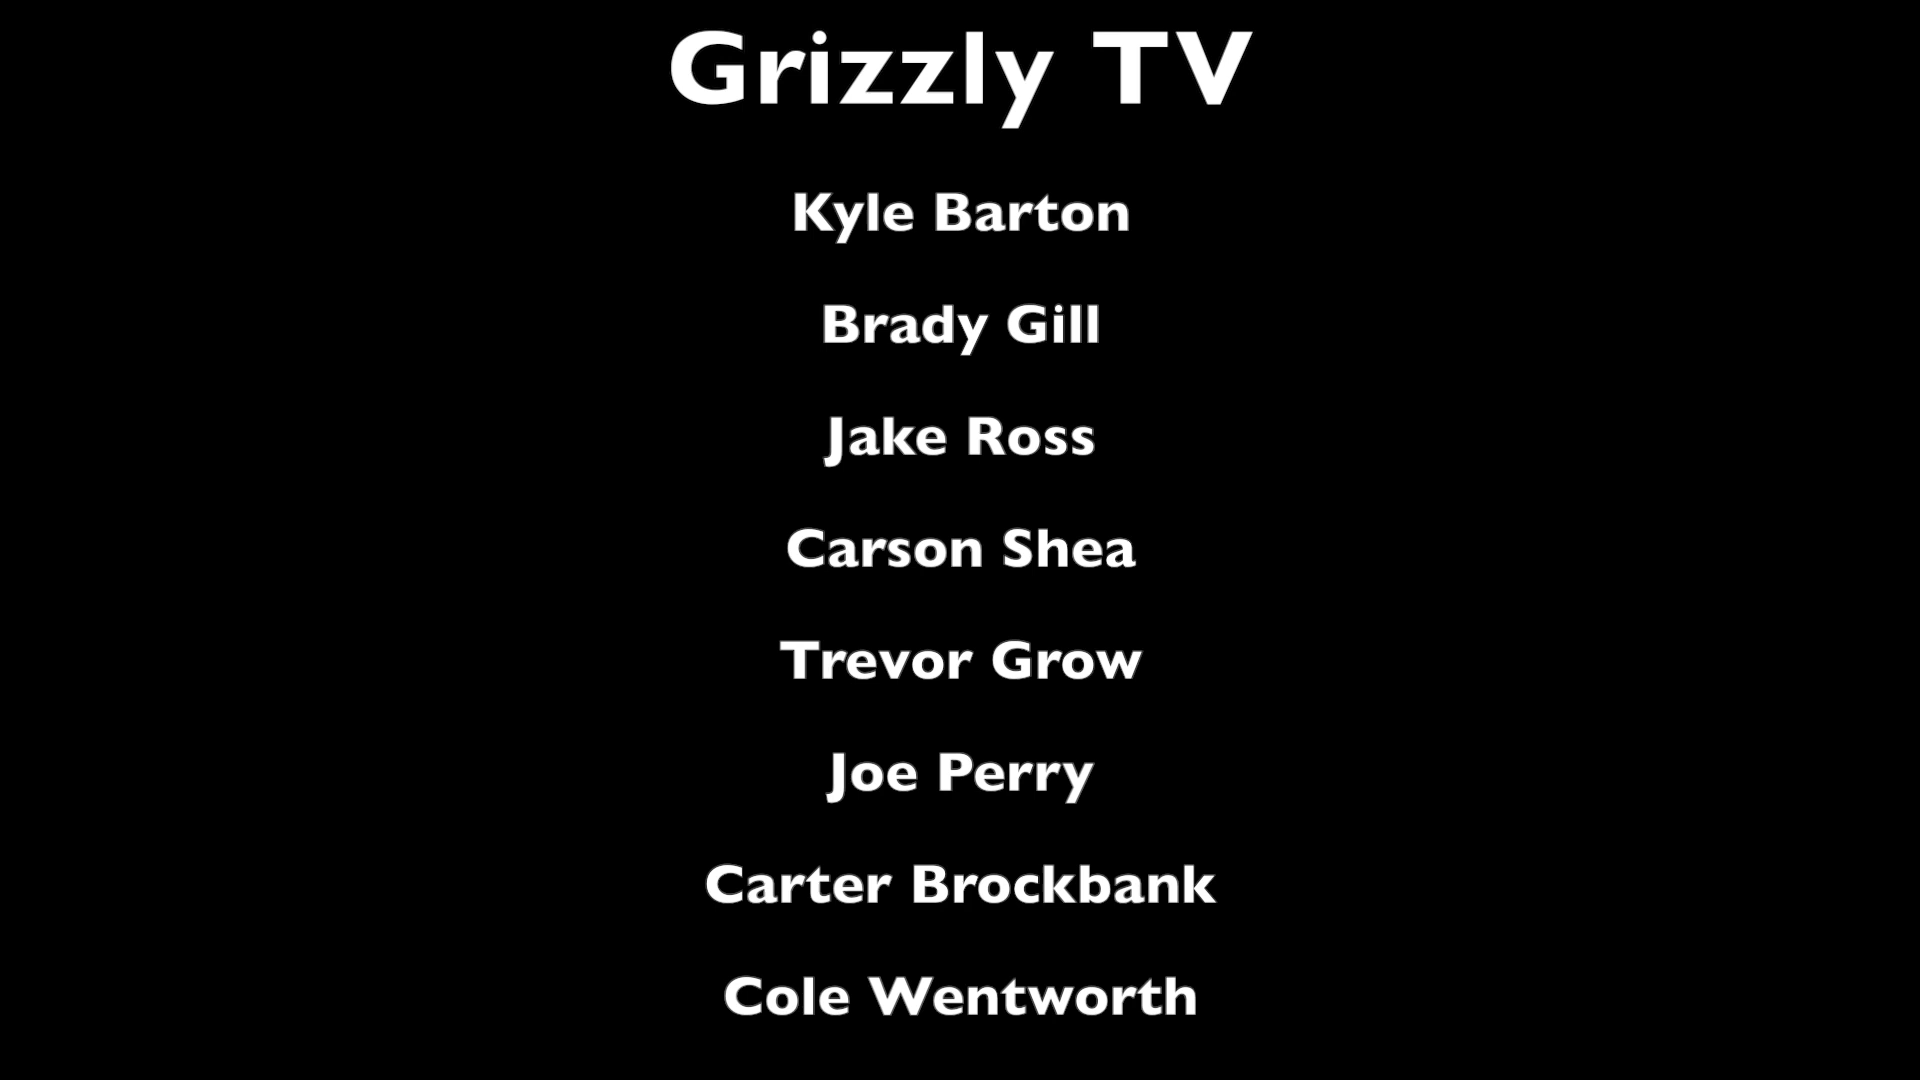 Grizzly TV
Kyle Barton
Brady Gill
Jake Ross
Carson Shea
Trevor Grow
Joe Perry
Carter Brockbank
Cole Wentworth